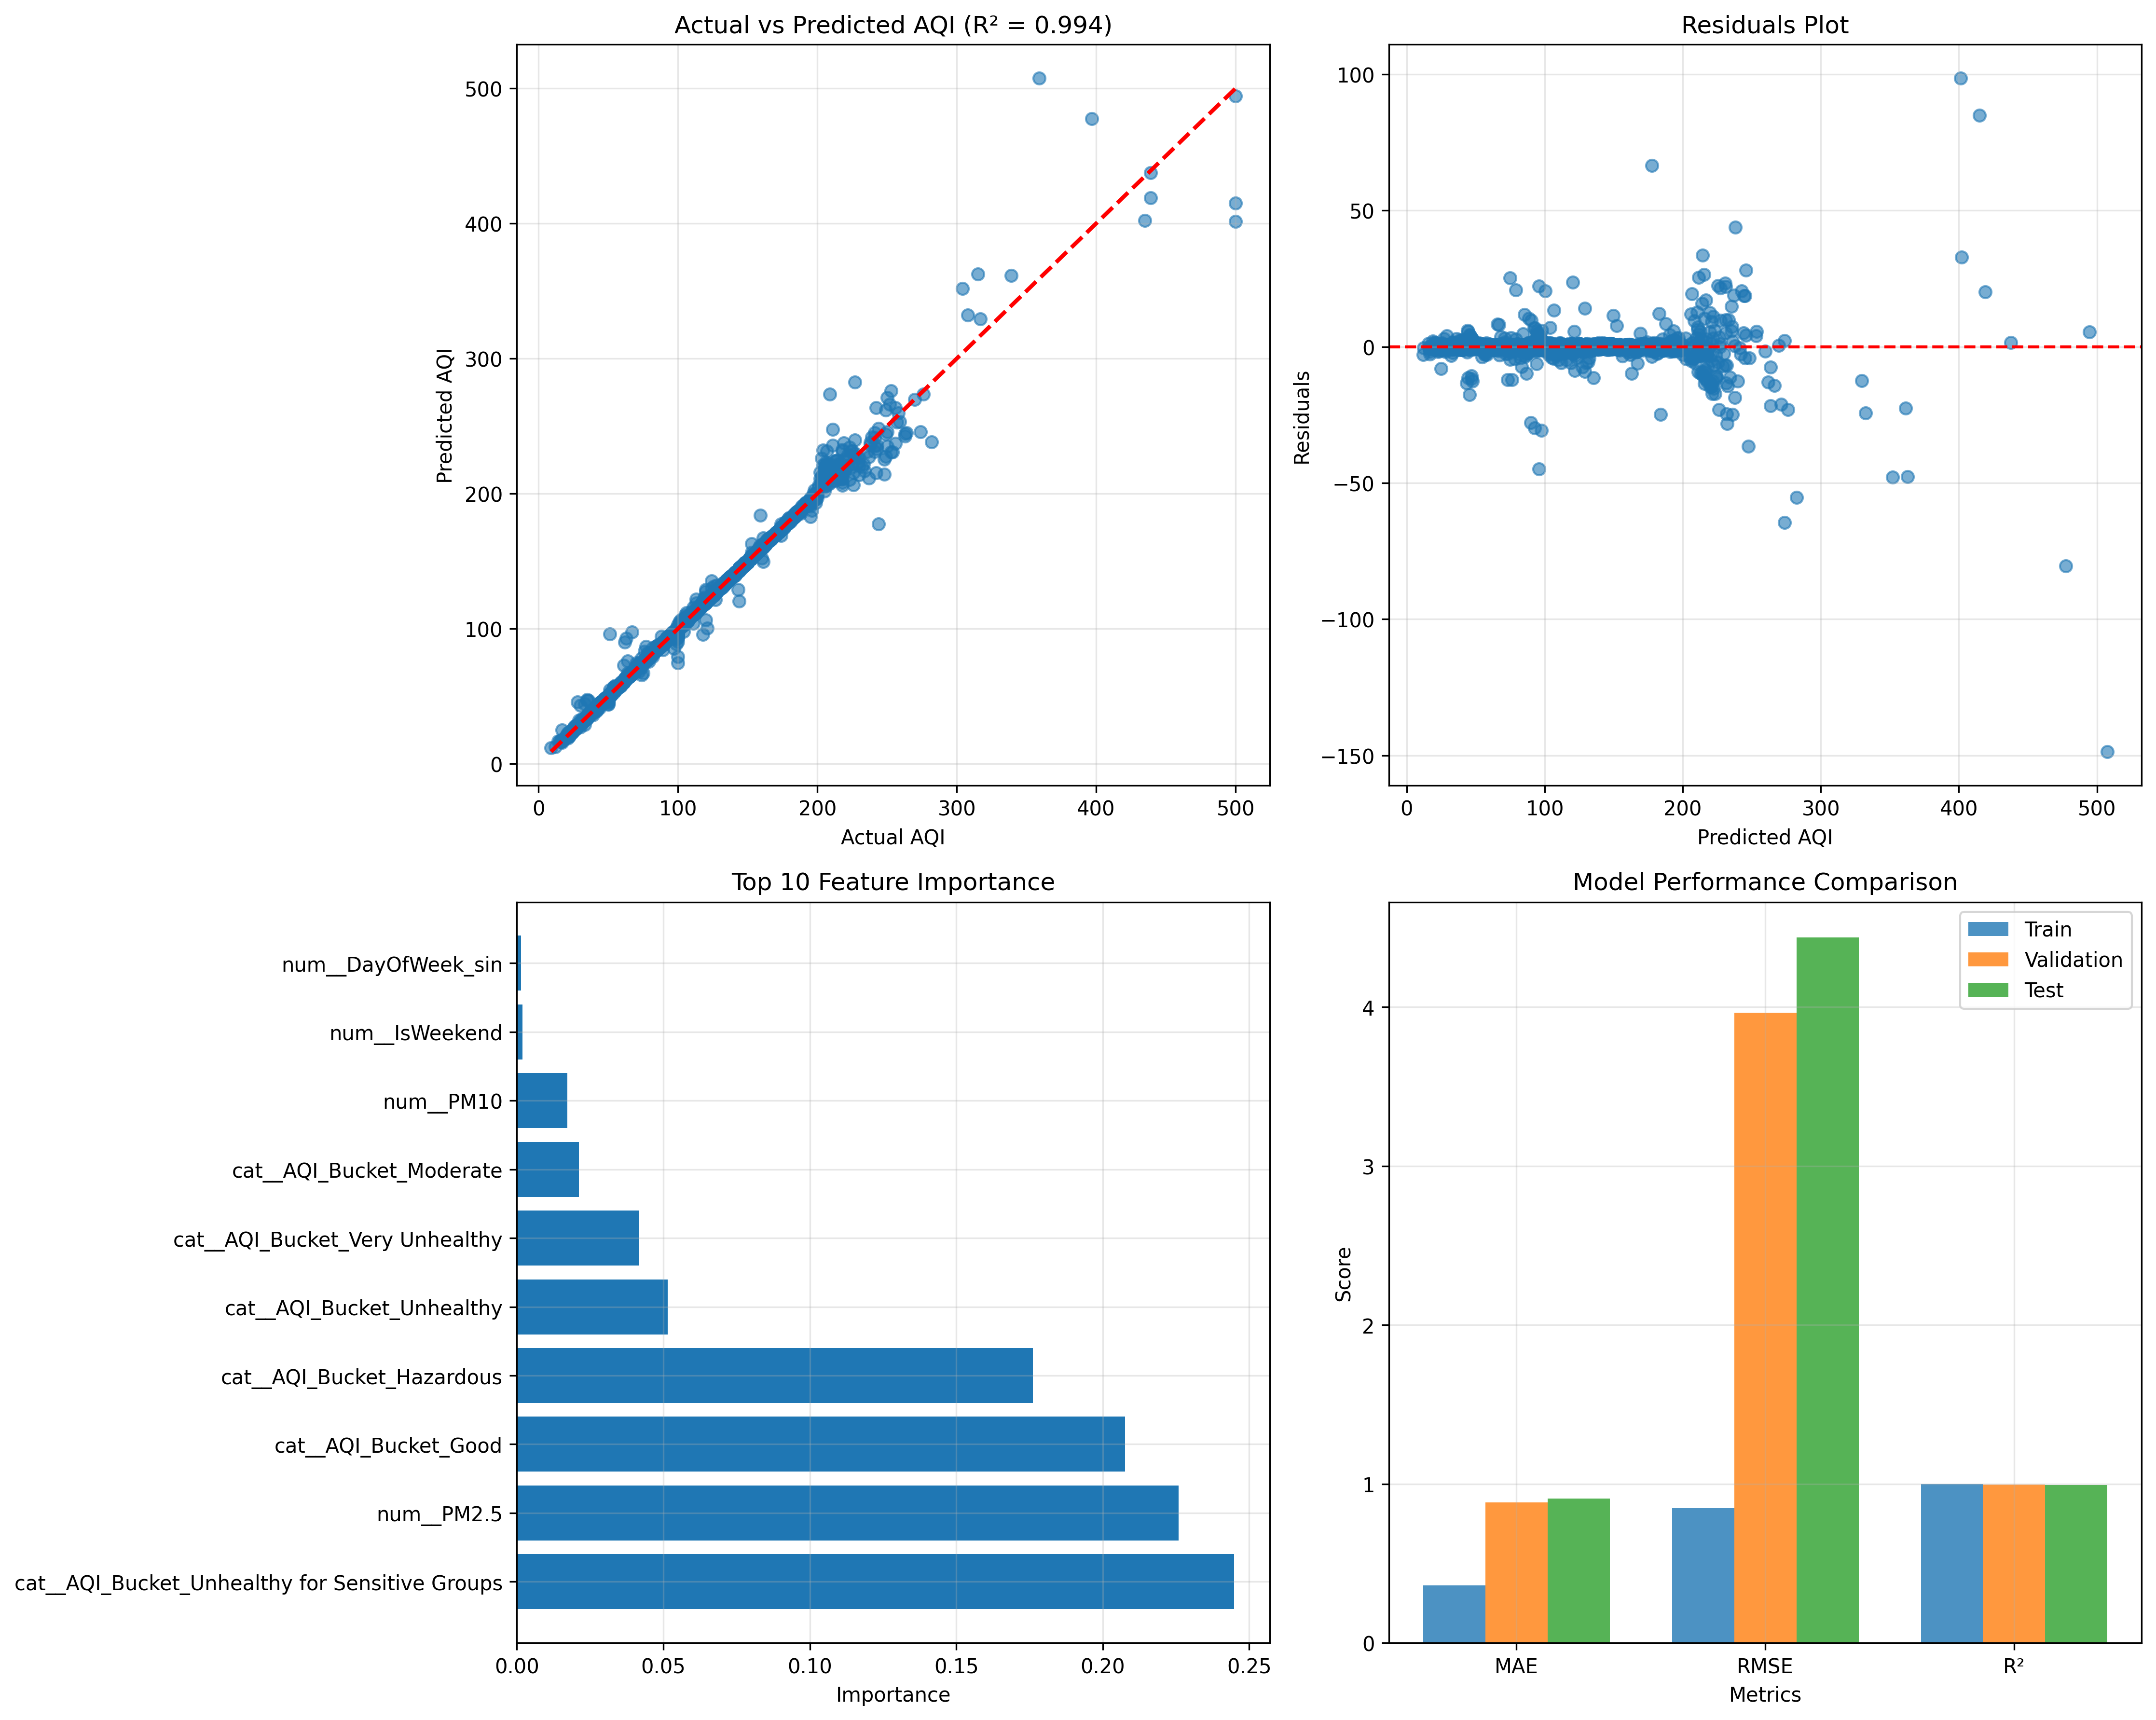 Actual vs Predicted AQI (R² = 0.994)
500
400
300
200
100
0
Predicted AQI
0 100 200 300 400 500
Actual AQI
Residuals Plot
100
50
0
−50
−100
−150
Residuals
0 100 200 300 400 500
Predicted AQI
Top 10 Feature Importance
num__DayOfWeek_sin
num__IsWeekend
num__PM10
cat__AQI_Bucket_Moderate
cat__AQI_Bucket_Very Unhealthy
cat__AQI_Bucket_Unhealthy
cat__AQI_Bucket_Hazardous
cat__AQI_Bucket_Good
num__PM2.5
cat__AQI_Bucket_Unhealthy for Sensitive Groups
0.00 0.05 0.10 0.15 0.20 0.25
Importance
Model Performance Comparison
Train
Validation
Test
4
3
2
1
0
Score
MAE RMSE R²
Metrics